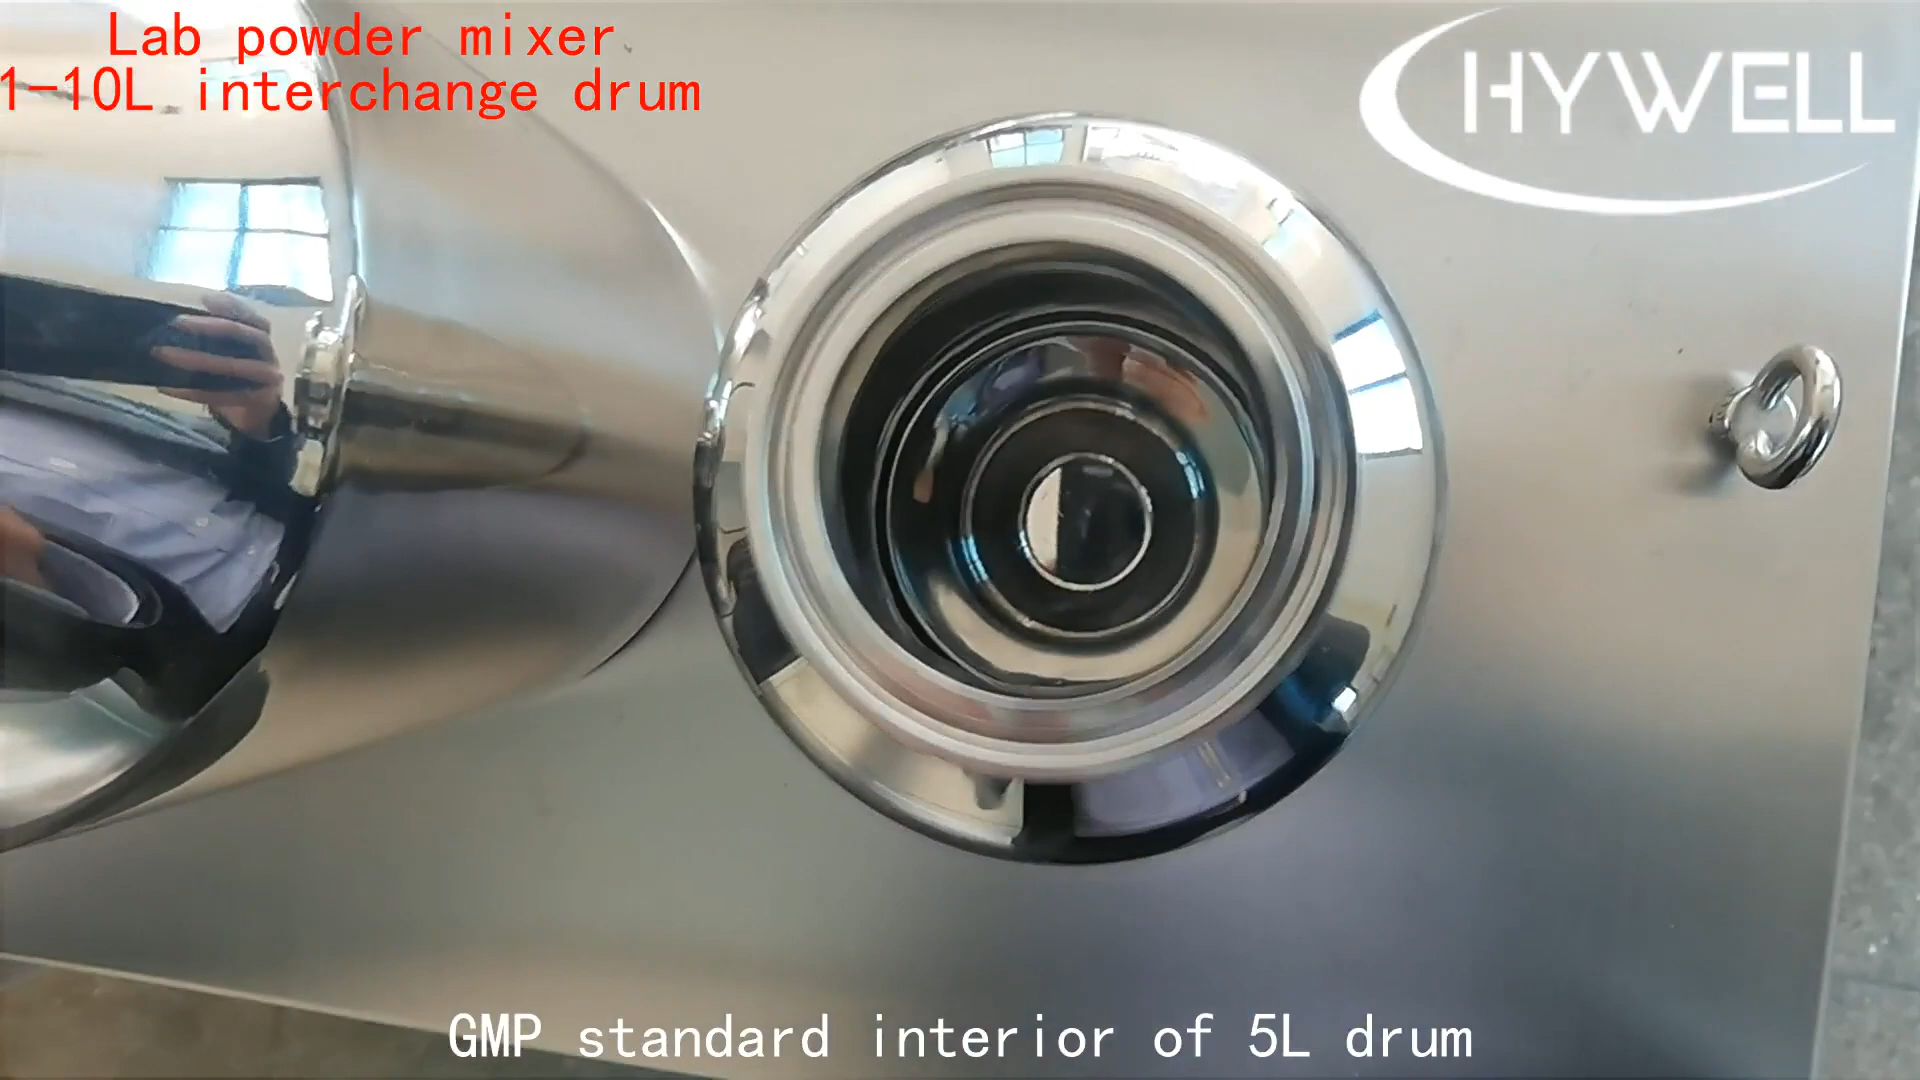 Lab powder mixer
1-10L interchange drum
HYWELL
GMP standard interior of 5L drum